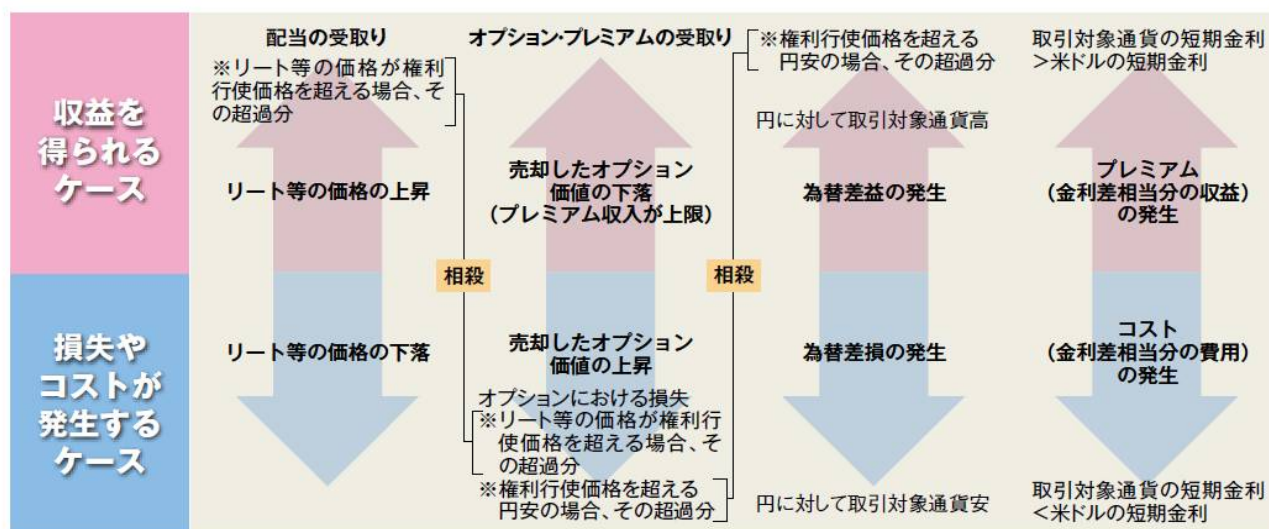 収益を
得られる
ケース
配当の受取り
※リート等の価格が権利
行使価格を超える場合、そ
の超過分
リート等の価格の上昇
オプション・プレミアムの受取り
売却したオプション
価値の下落
(プレミアム収入が上限)
※権利行使価格を超える
円安の場合、その超過分
円に対して取引対象通貨高
為替差益の発生
取引対象通貨の短期金利
>米ドルの短期金利
プレミアム
(金利差相当分の収益)
の発生
相殺
相殺
損失や
コストが
発生する
ケース
リート等の価格の下落
売却したオプション
価値の上昇
オプションにおける損失
※リート等の価格が権利行
使価格を超える場合、そ
の超過分
※権利行使価格を超える
円安の場合、その超過分
為替差損の発生
円に対して取引対象通貨安
コスト
(金利差相当分の費用)
の発生
取引対象通貨の短期金利
<米ドルの短期金利